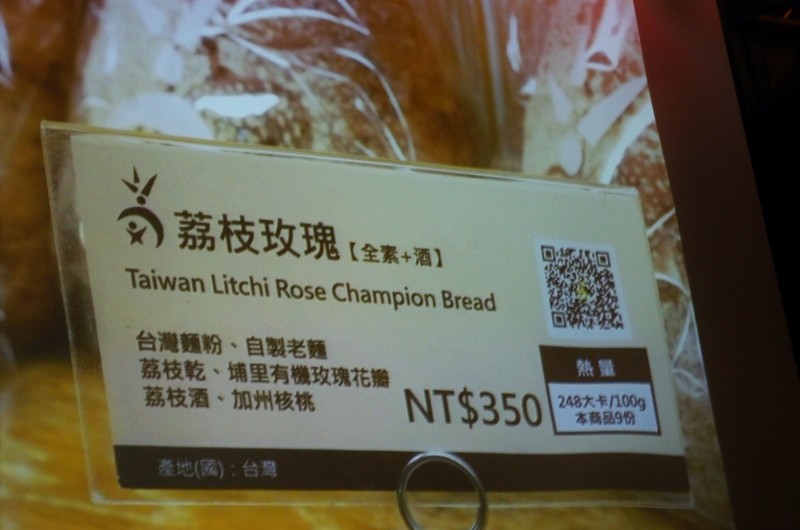 荔枝玫瑰【全素+酒】
Taiwan Litchi Rose Champion Bread
台灣麵粉、自製老麵
荔枝乾、埔里有機玫瑰花瓣
荔枝酒、加州核桃
NT$350
熱量
248大卡/100g
本商品9份
產地(國)：台灣